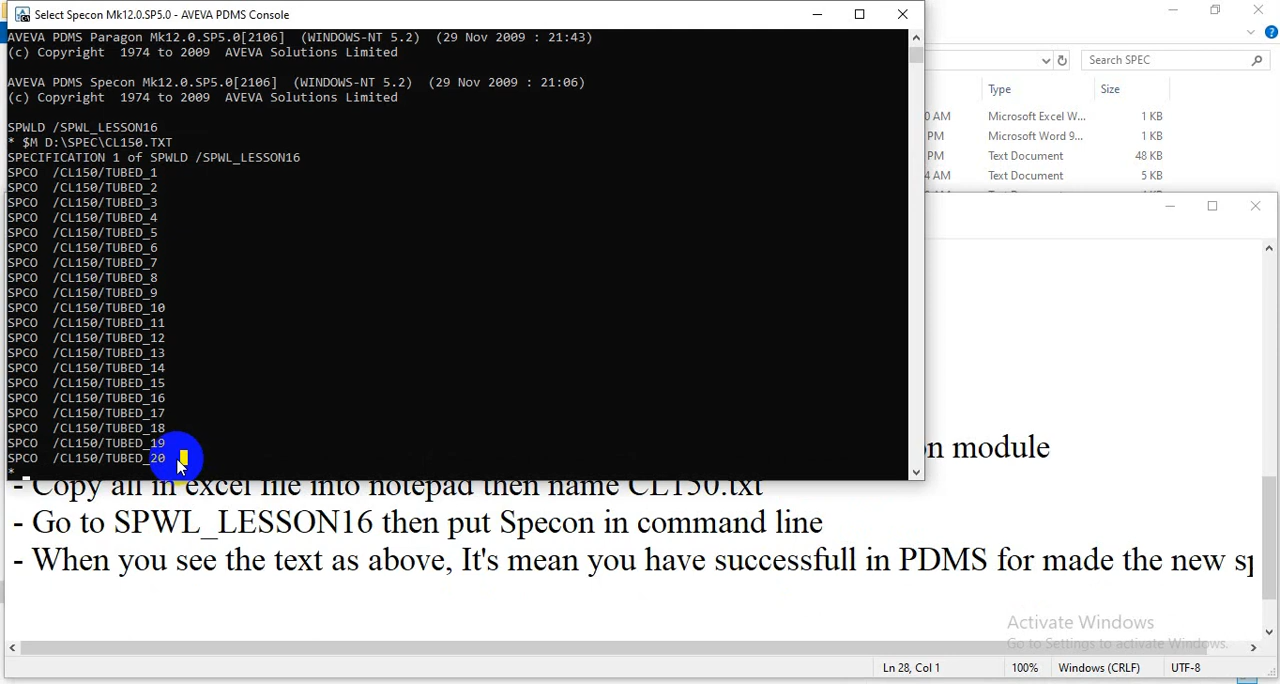 Select Specon Mk12.0.SP5.0 - AVEVA PDMS Console
AVEVA PDMS Paragon Mk12.0.SP5.0[2106] (WINDOWS-NT 5.2) (29 Nov 2009 : 21:43)
(c) Copyright 1974 to 2009 AVEVA Solutions Limited
AVEVA PDMS Specon Mk12.0.SP5.0[2106] (WINDOWS-NT 5.2) (29 Nov 2009 : 21:06)
(c) Copyright 1974 to 2009 AVEVA Solutions Limited
SPWLD /SPWL_LESSON16
* $M D:\SPEC\CL150.TXT
SPECIFICATION 1 of SPWLD /SPWL_LESSON16
SPCO /CL150/TUBED_1
SPCO /CL150/TUBED_2
SPCO /CL150/TUBED_3
SPCO /CL150/TUBED_4
SPCO /CL150/TUBED_5
SPCO /CL150/TUBED_6
SPCO /CL150/TUBED_7
SPCO /CL150/TUBED_8
SPCO /CL150/TUBED_9
SPCO /CL150/TUBED_10
SPCO /CL150/TUBED_11
SPCO /CL150/TUBED_12
SPCO /CL150/TUBED_13
SPCO /CL150/TUBED_14
SPCO /CL150/TUBED_15
SPCO /CL150/TUBED_16
SPCO /CL150/TUBED_17
SPCO /CL150/TUBED_18
SPCO /CL150/TUBED_19
SPCO /CL150/TUBED_20
*
Search SPEC
Type Size
AM Microsoft Excel W... 1 KB
PM Microsoft Word 9... 1 KB
PM Text Document 48 KB
AM Text Document 5 KB
module
- Copy all in excel file into notepad then name CL150.txt
- Go to SPWL_LESSON16 then put Specon in command line
- When you see the text as above, It's mean you have successfull in PDMS for made the new
Activate Windows
Go to Settings to activate Windows.
Ln 28, Col 1 100% Windows (CRLF) UTF-8